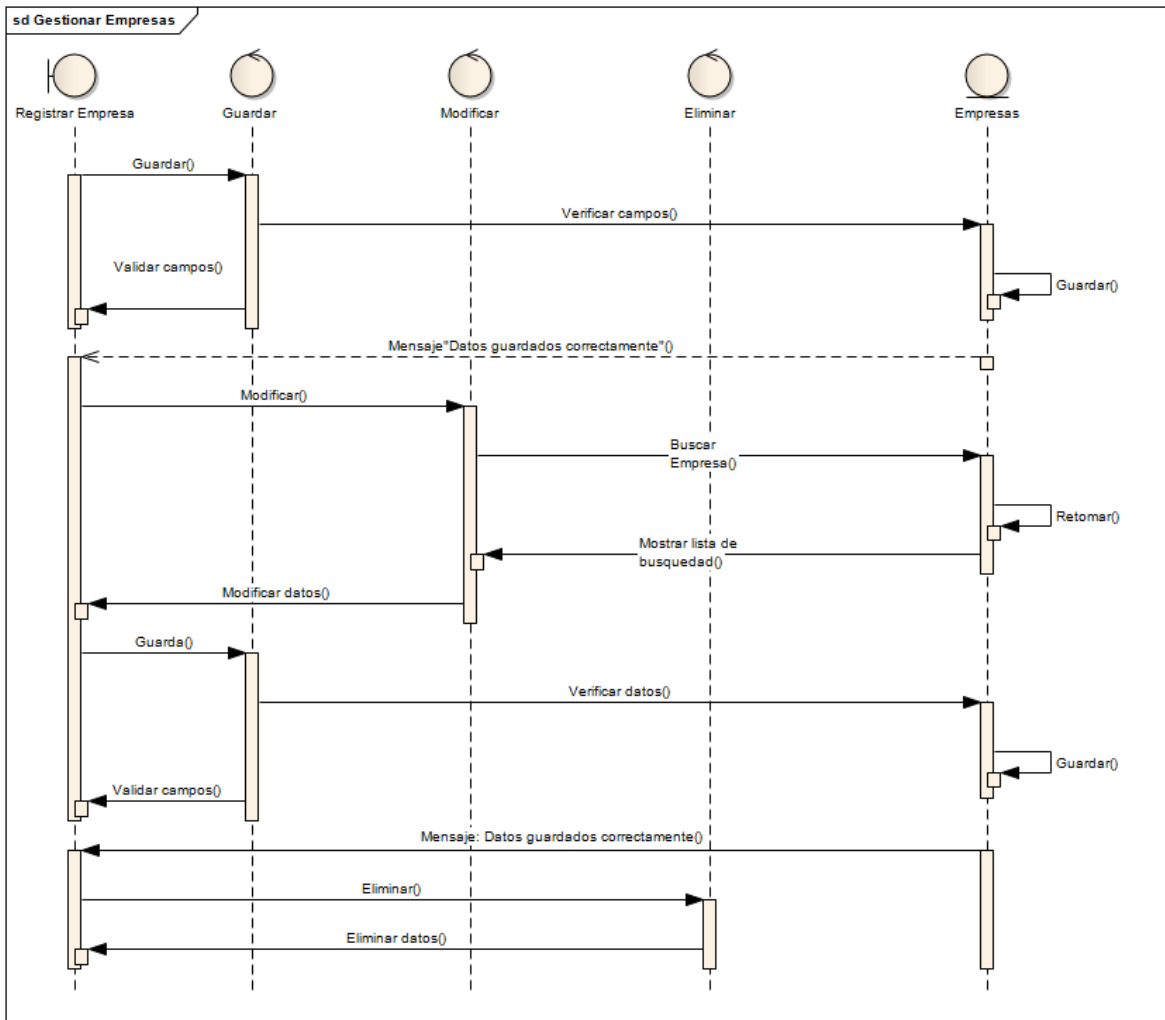 sd Gestionar Empresas
Registrar Empresa
Guardar
Modificar
Eliminar
Empresas
Guardar()
Verificar campos()
Validar campos()
Guardar()
Mensaje"Datos guardados correctamente"()
Modificar()
Buscar
Empresa()
Retornar()
Mostrar lista de
busquedad()
Modificar datos()
Guarda()
Verificar datos()
Guardar()
Validar campos()
Mensaje: Datos guardados correctamente()
Eliminar()
Eliminar datos()